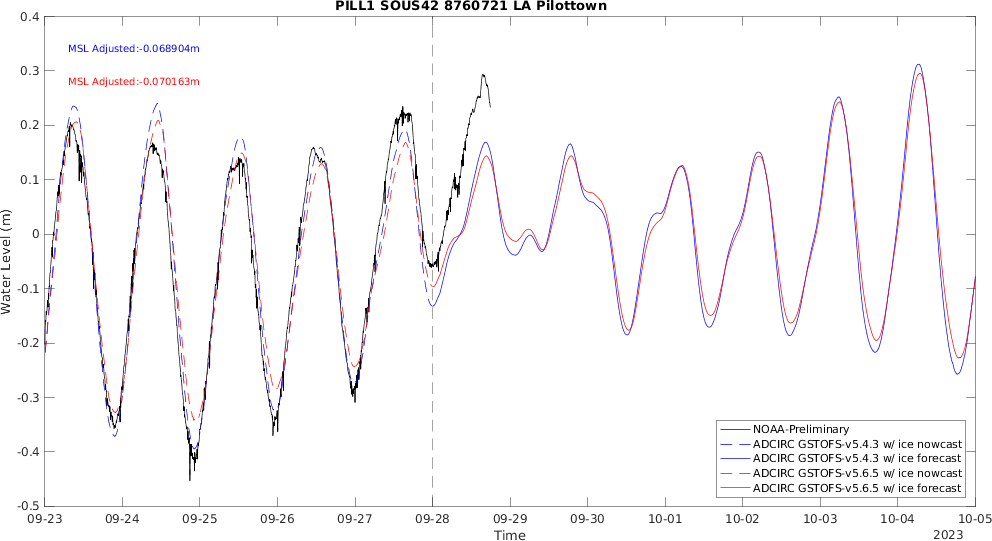 PILL1 SOUS42 8760721 LA Pilottown
MSL Adjusted:-0.068904m
MSL Adjusted:-0.070163m
Water Level (m)
0.4
0.3
0.2
0.1
0
-0.1
-0.2
-0.3
-0.4
-0.5
NOAA-Preliminary
ADCIRC GSTOFS-v5.4.3 w/ ice nowcast
ADCIRC GSTOFS-v5.4.3 w/ ice forecast
ADCIRC GSTOFS-v5.6.5 w/ ice nowcast
ADCIRC GSTOFS-v5.6.5 w/ ice forecast
09-23 09-24 09-25 09-26 09-27 09-28 09-29 09-30 10-01 10-02 10-03 10-04 10-05
Time
2023